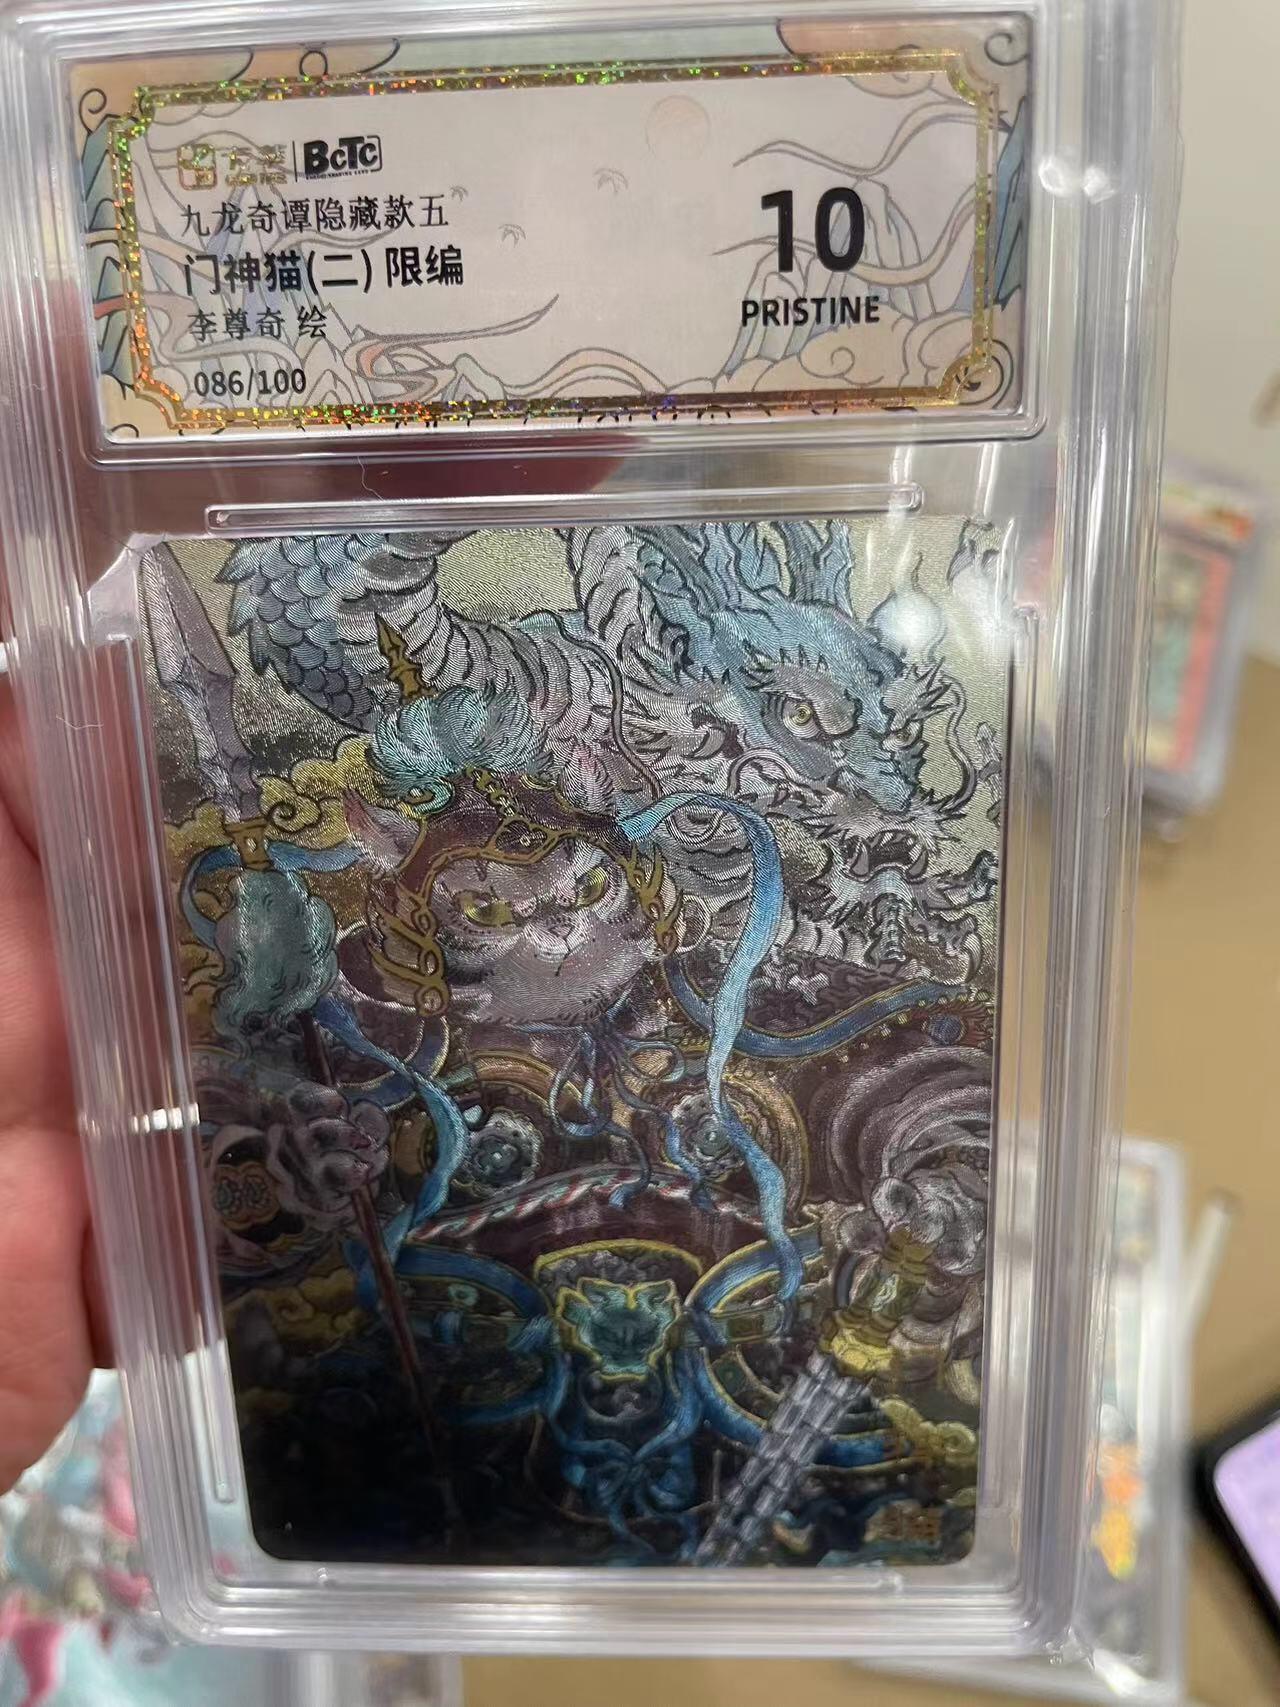 BCTC
九龙奇谭隐藏款五
门神猫(二) 限编
李尊奇 绘
086/100
10
PRISTINE